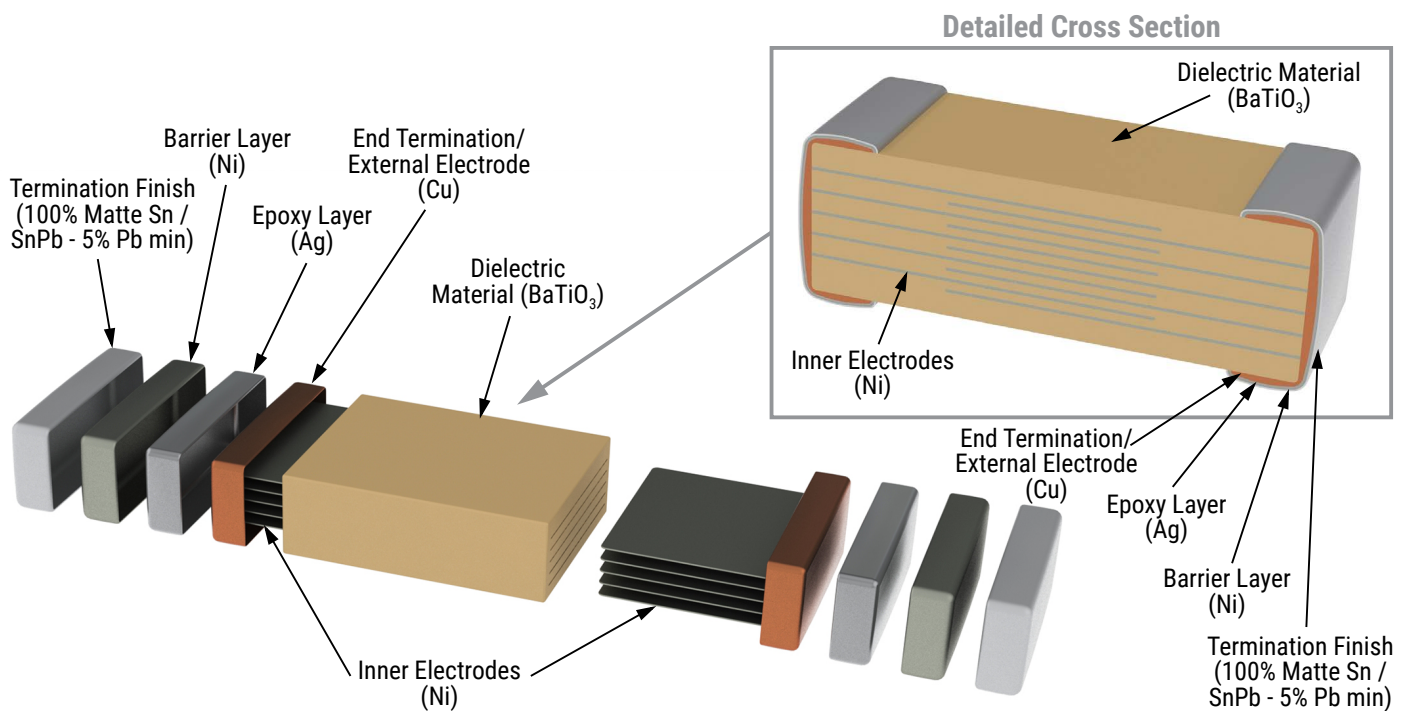 Detailed Cross Section
Dielectric Material
(BaTiO₃)
Inner Electrodes
(Ni)
Barrier Layer
(Ni)
End Termination/
External Electrode
(Cu)
Termination Finish
(100% Matte Sn /
SnPb - 5% Pb min)
Epoxy Layer
(Ag)
Dielectric
Material (BaTiO₃)
Inner Electrodes
(Ni)
End Termination/
External Electrode
(Cu)
Epoxy Layer
(Ag)
Barrier Layer
(Ni)
Termination Finish
(100% Matte Sn /
SnPb - 5% Pb min)